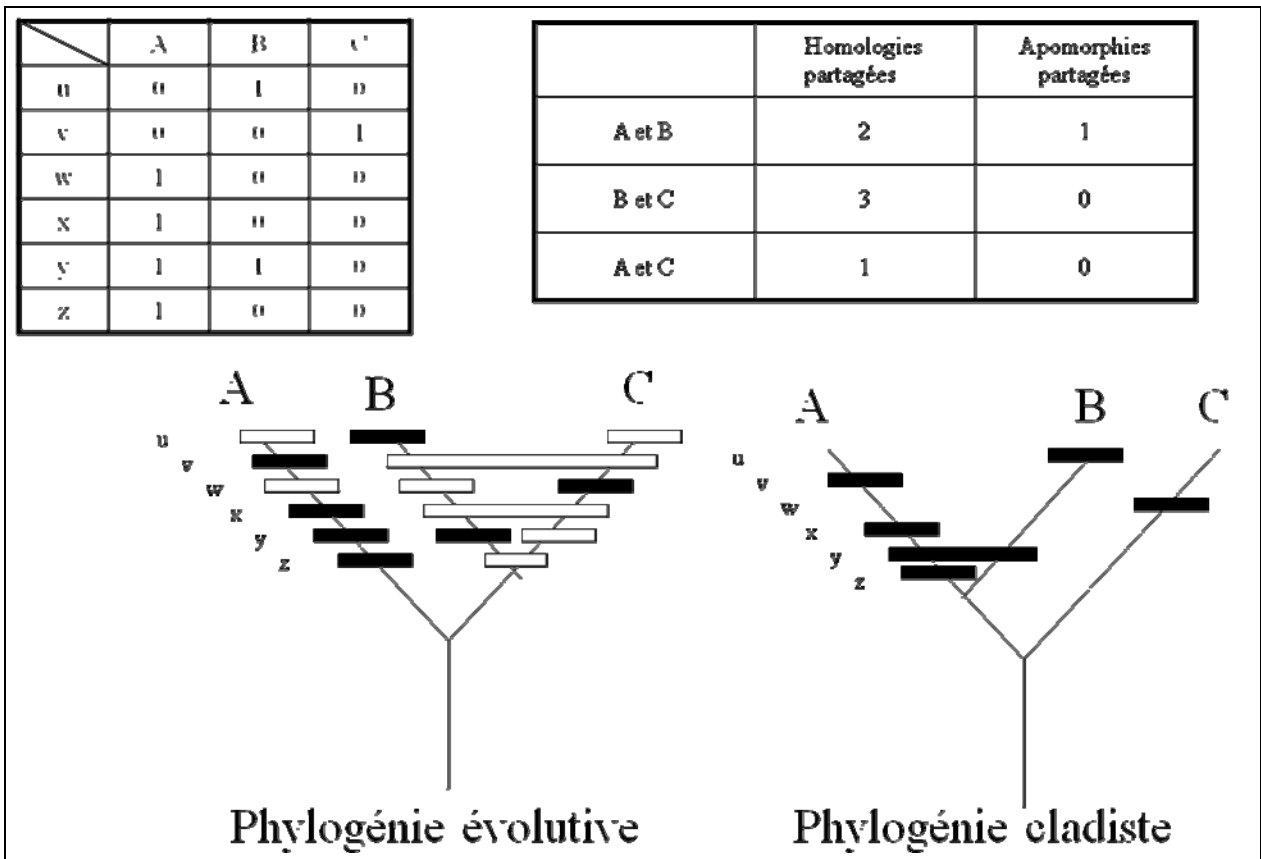 A B C
u 0 1 0
v 0 0 1
w 1 0 0
x 1 0 0
y 1 1 0
z 1 0 0
Homologies partagées Apomorphies partagées
A et B 2 1
B et C 3 0
A et C 1 0
A B C
u
v
w
x
y
z
Phylogénie évolutive
A B C
u
v
w
x
y
z
Phylogénie cladiste